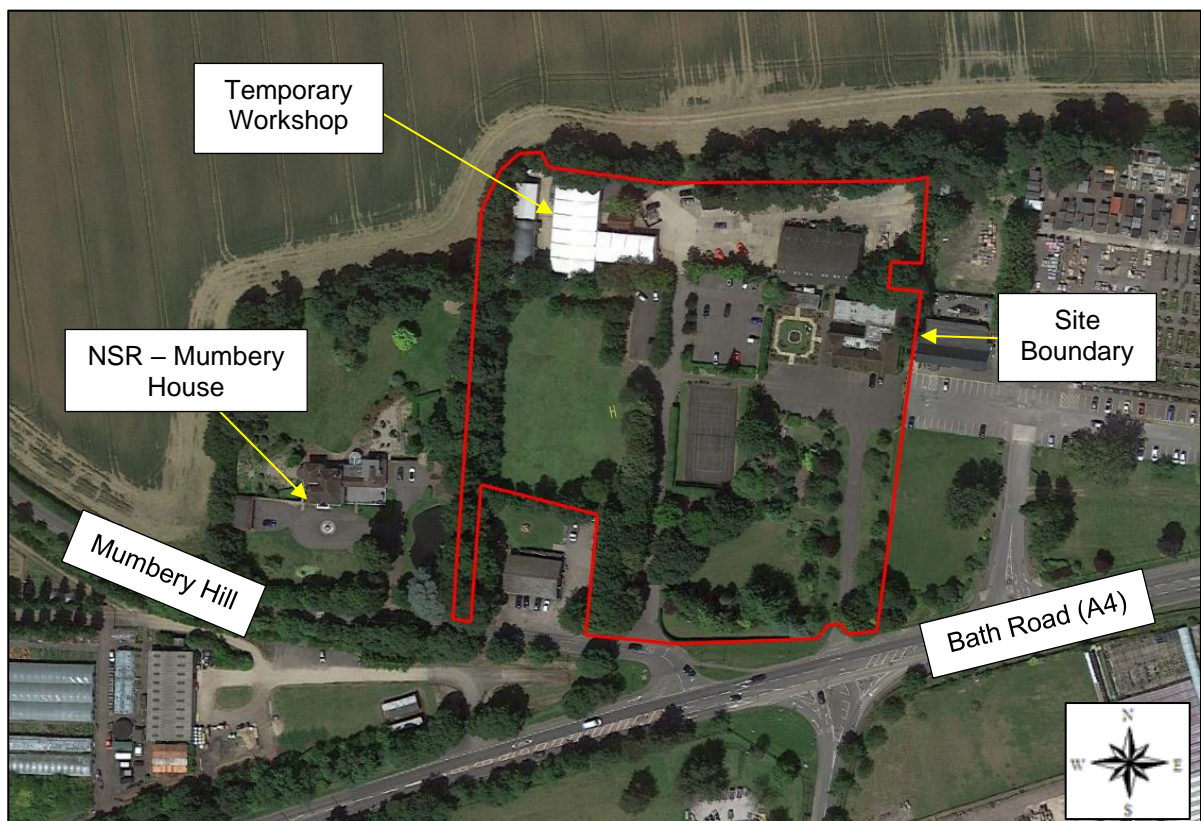 Temporary
Workshop
NSR – Mumbery
House
Site
Boundary
Mumbery Hill
Bath Road (A4)
H
N
W
E
S